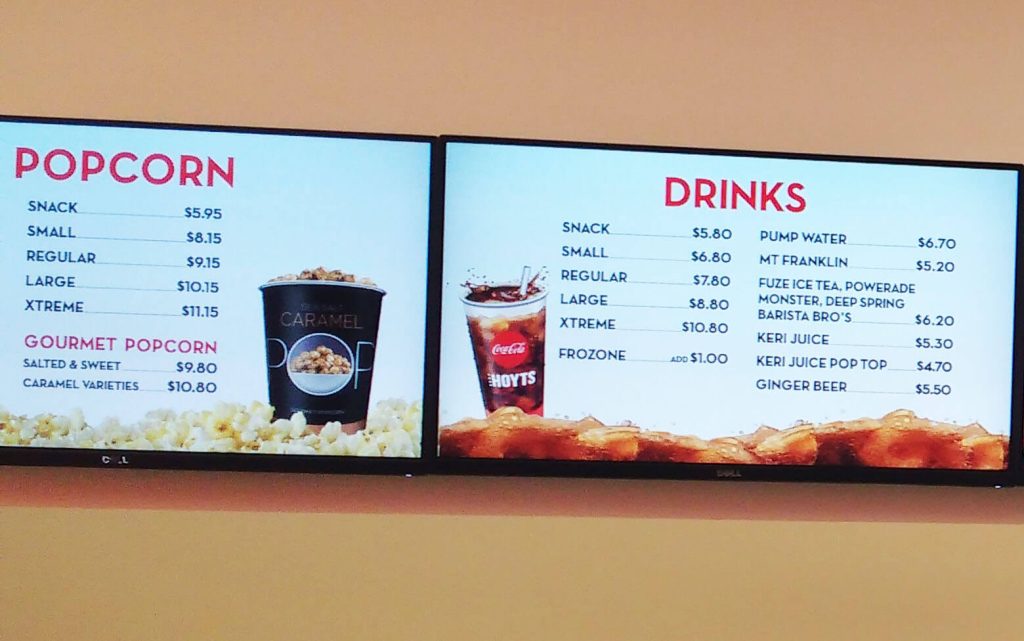 POPCORN
SNACK $5.95
SMALL $8.15
REGULAR $9.15
LARGE $10.15
XTREME $11.15
GOURMET POPCORN
SALTED & SWEET $9.80
CARAMEL VARIETIES $10.80
CARAMEL
POP
DRINKS
SNACK $5.80
SMALL $6.80
REGULAR $7.80
LARGE $8.80
XTREME $10.80
FROZONE ADD $1.00
Coca-Cola
HOYTS
PUMP WATER $6.70
MT FRANKLIN $5.20
FUZE ICE TEA, POWERADE
MONSTER, DEEP SPRING
BARISTA BRO'S $6.20
KERI JUICE $5.30
KERI JUICE POP TOP $4.70
GINGER BEER $5.50
DELL